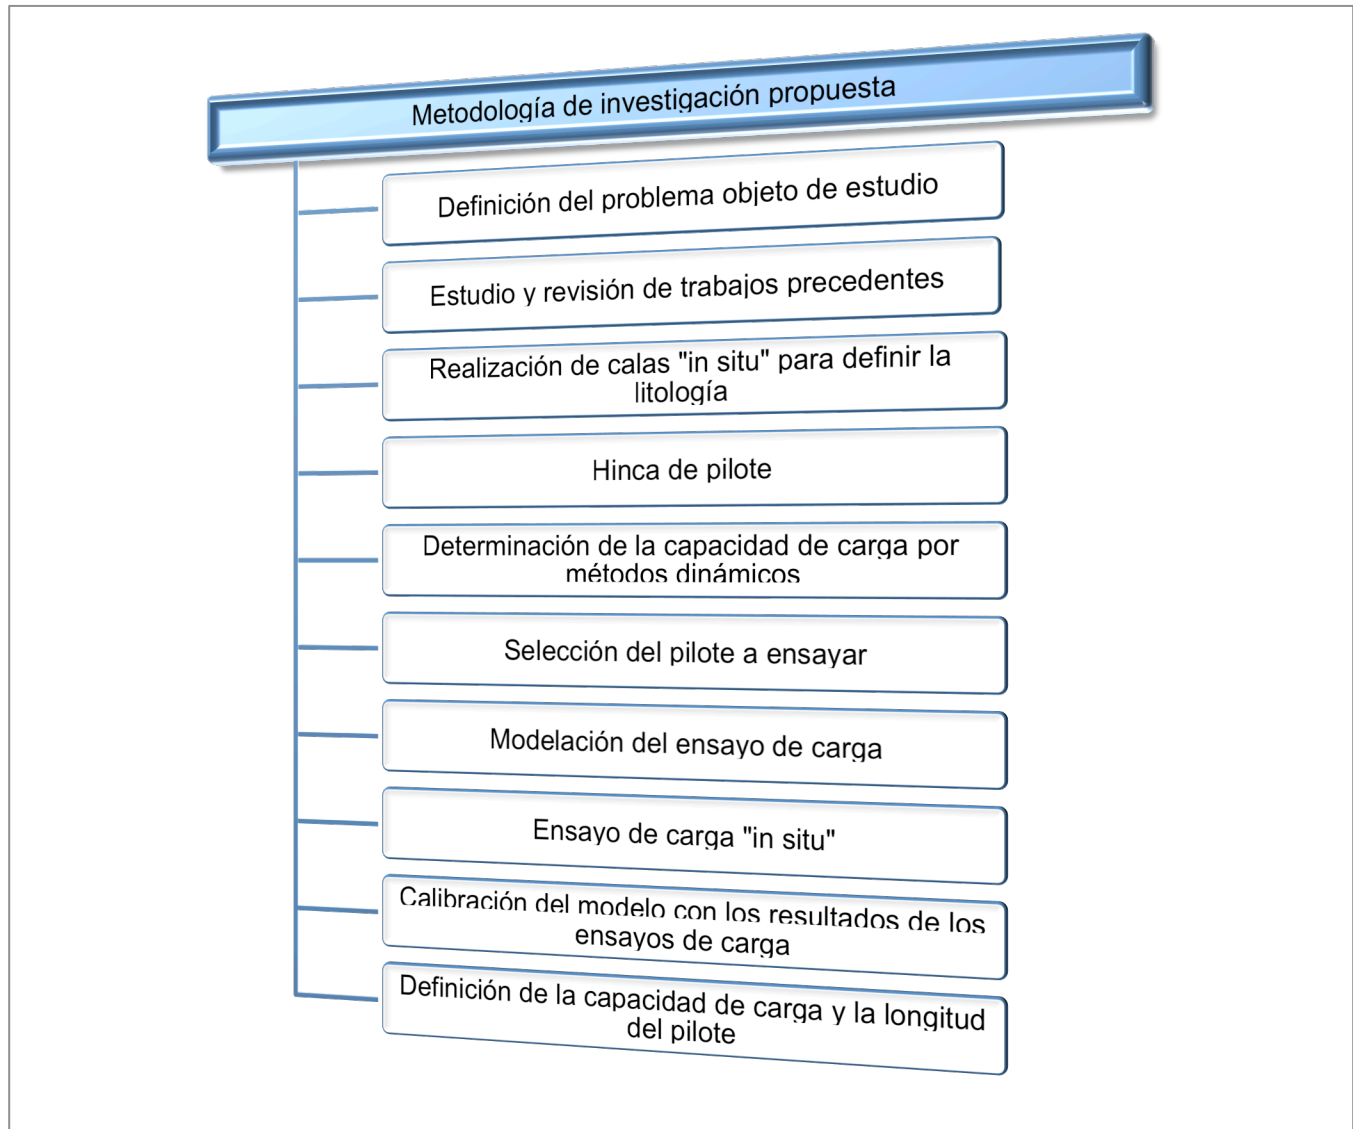 Metodología de investigación propuesta
Definición del problema objeto de estudio
Estudio y revisión de trabajos precedentes
Realización de calas "in situ" para definir la
litología
Hinca de pilote
Determinación de la capacidad de carga por
métodos dinámicos
Selección del pilote a ensayar
Modelación del ensayo de carga
Ensayo de carga "in situ"
Calibración del modelo con los resultados de los
ensayos de carga
Definición de la capacidad de carga y la longitud
del pilote